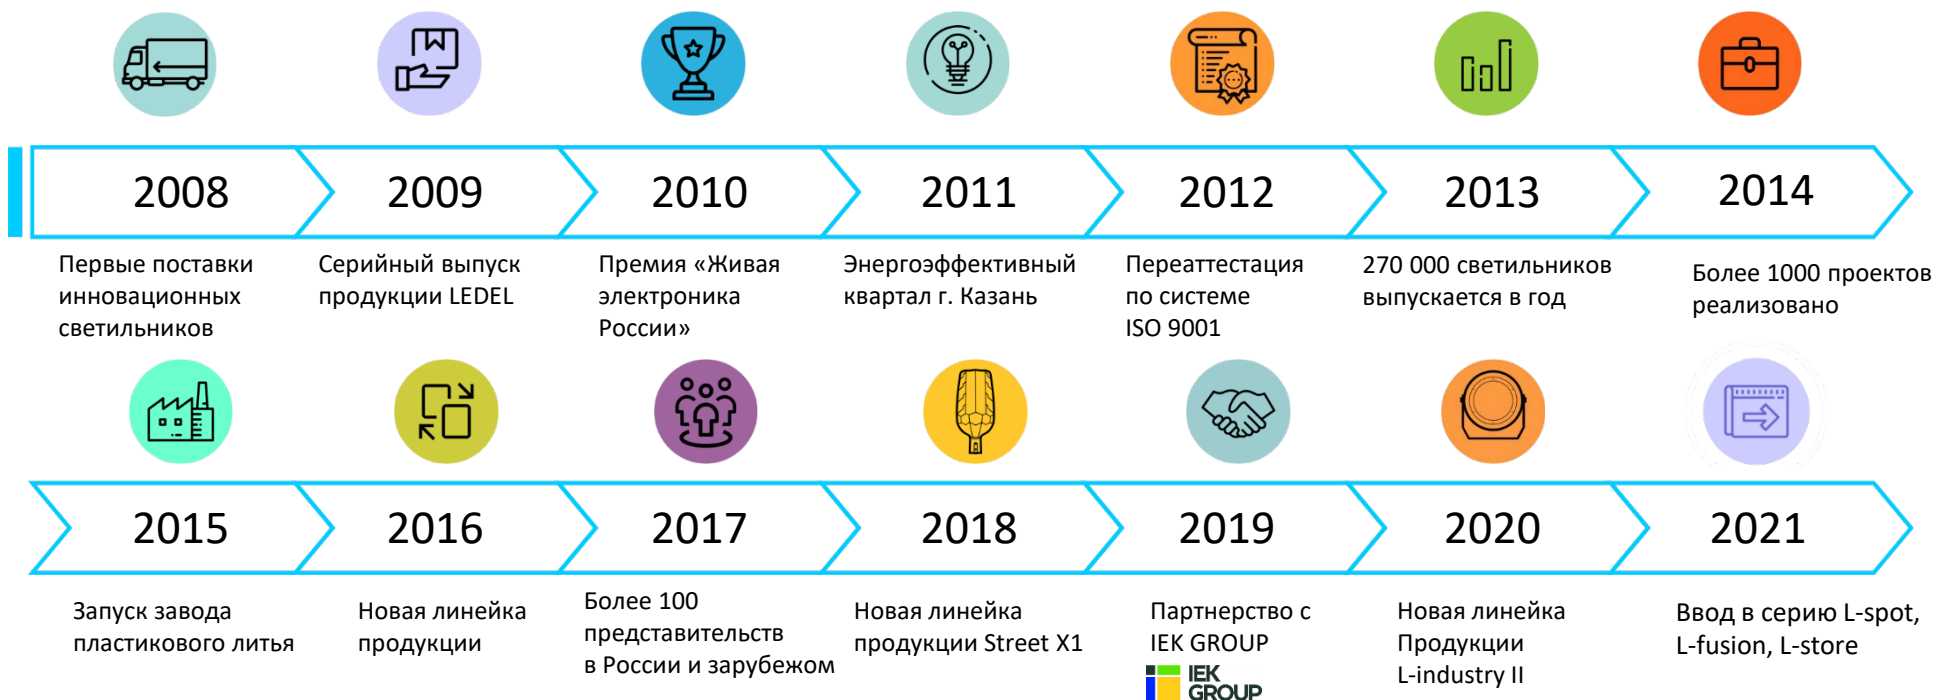 2008
2009
2010
2011
2012
2013
2014
Первые поставки
инновационных
светильников
Серийный выпуск
продукции LEDEL
Премия «Живая
электроника
России»
Энергоэффективный
квартал г. Казань
Переаттестация
по системе
ISO 9001
270 000 светильников
выпускается в год
Более 1000 проектов
реализовано
2015
2016
2017
2018
2019
2020
2021
Запуск завода
пластикового литья
Новая линейка
продукции
Более 100
представительств
в России и зарубежом
Новая линейка
продукции Street X1
Партнерство с
IEK GROUP
IEK
GROUP
Новая линейка
Продукции
L-industry II
Ввод в серию L-spot,
L-fusion, L-store